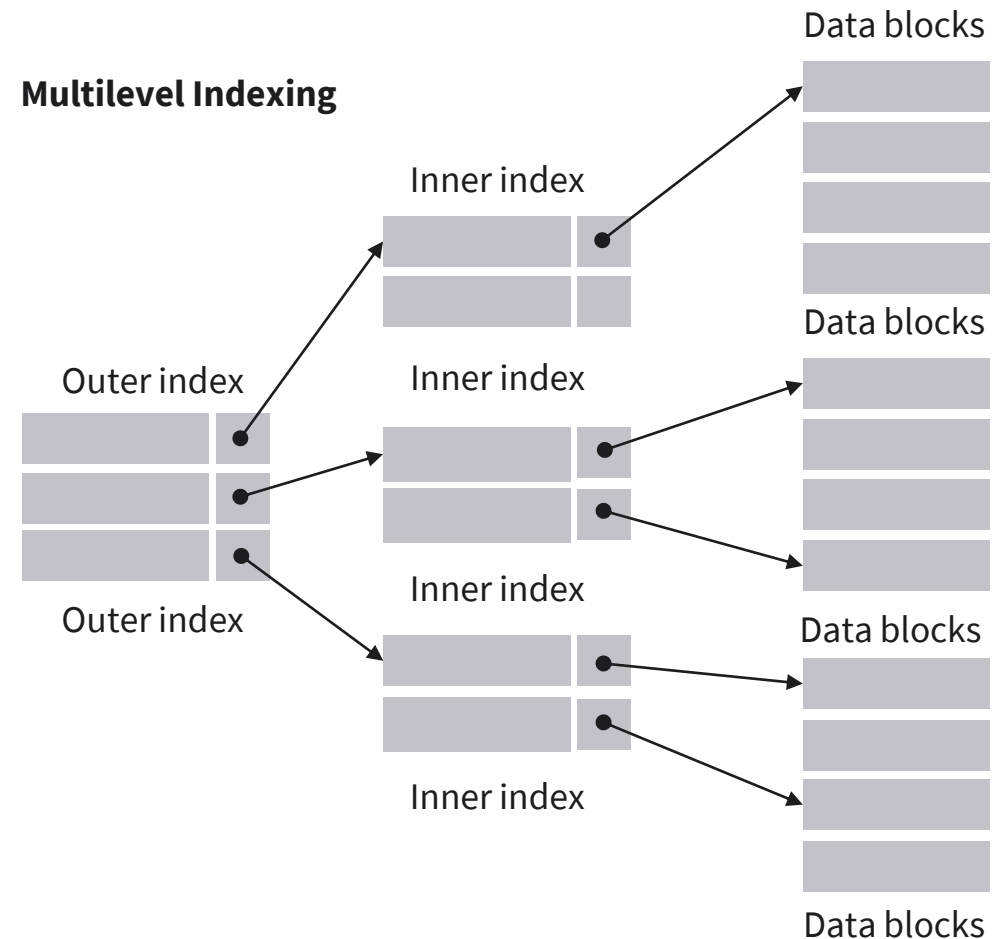 Multilevel Indexing
Outer index
Outer index
Inner index
Inner index
Inner index
Inner index
Data blocks
Data blocks
Data blocks
Data blocks